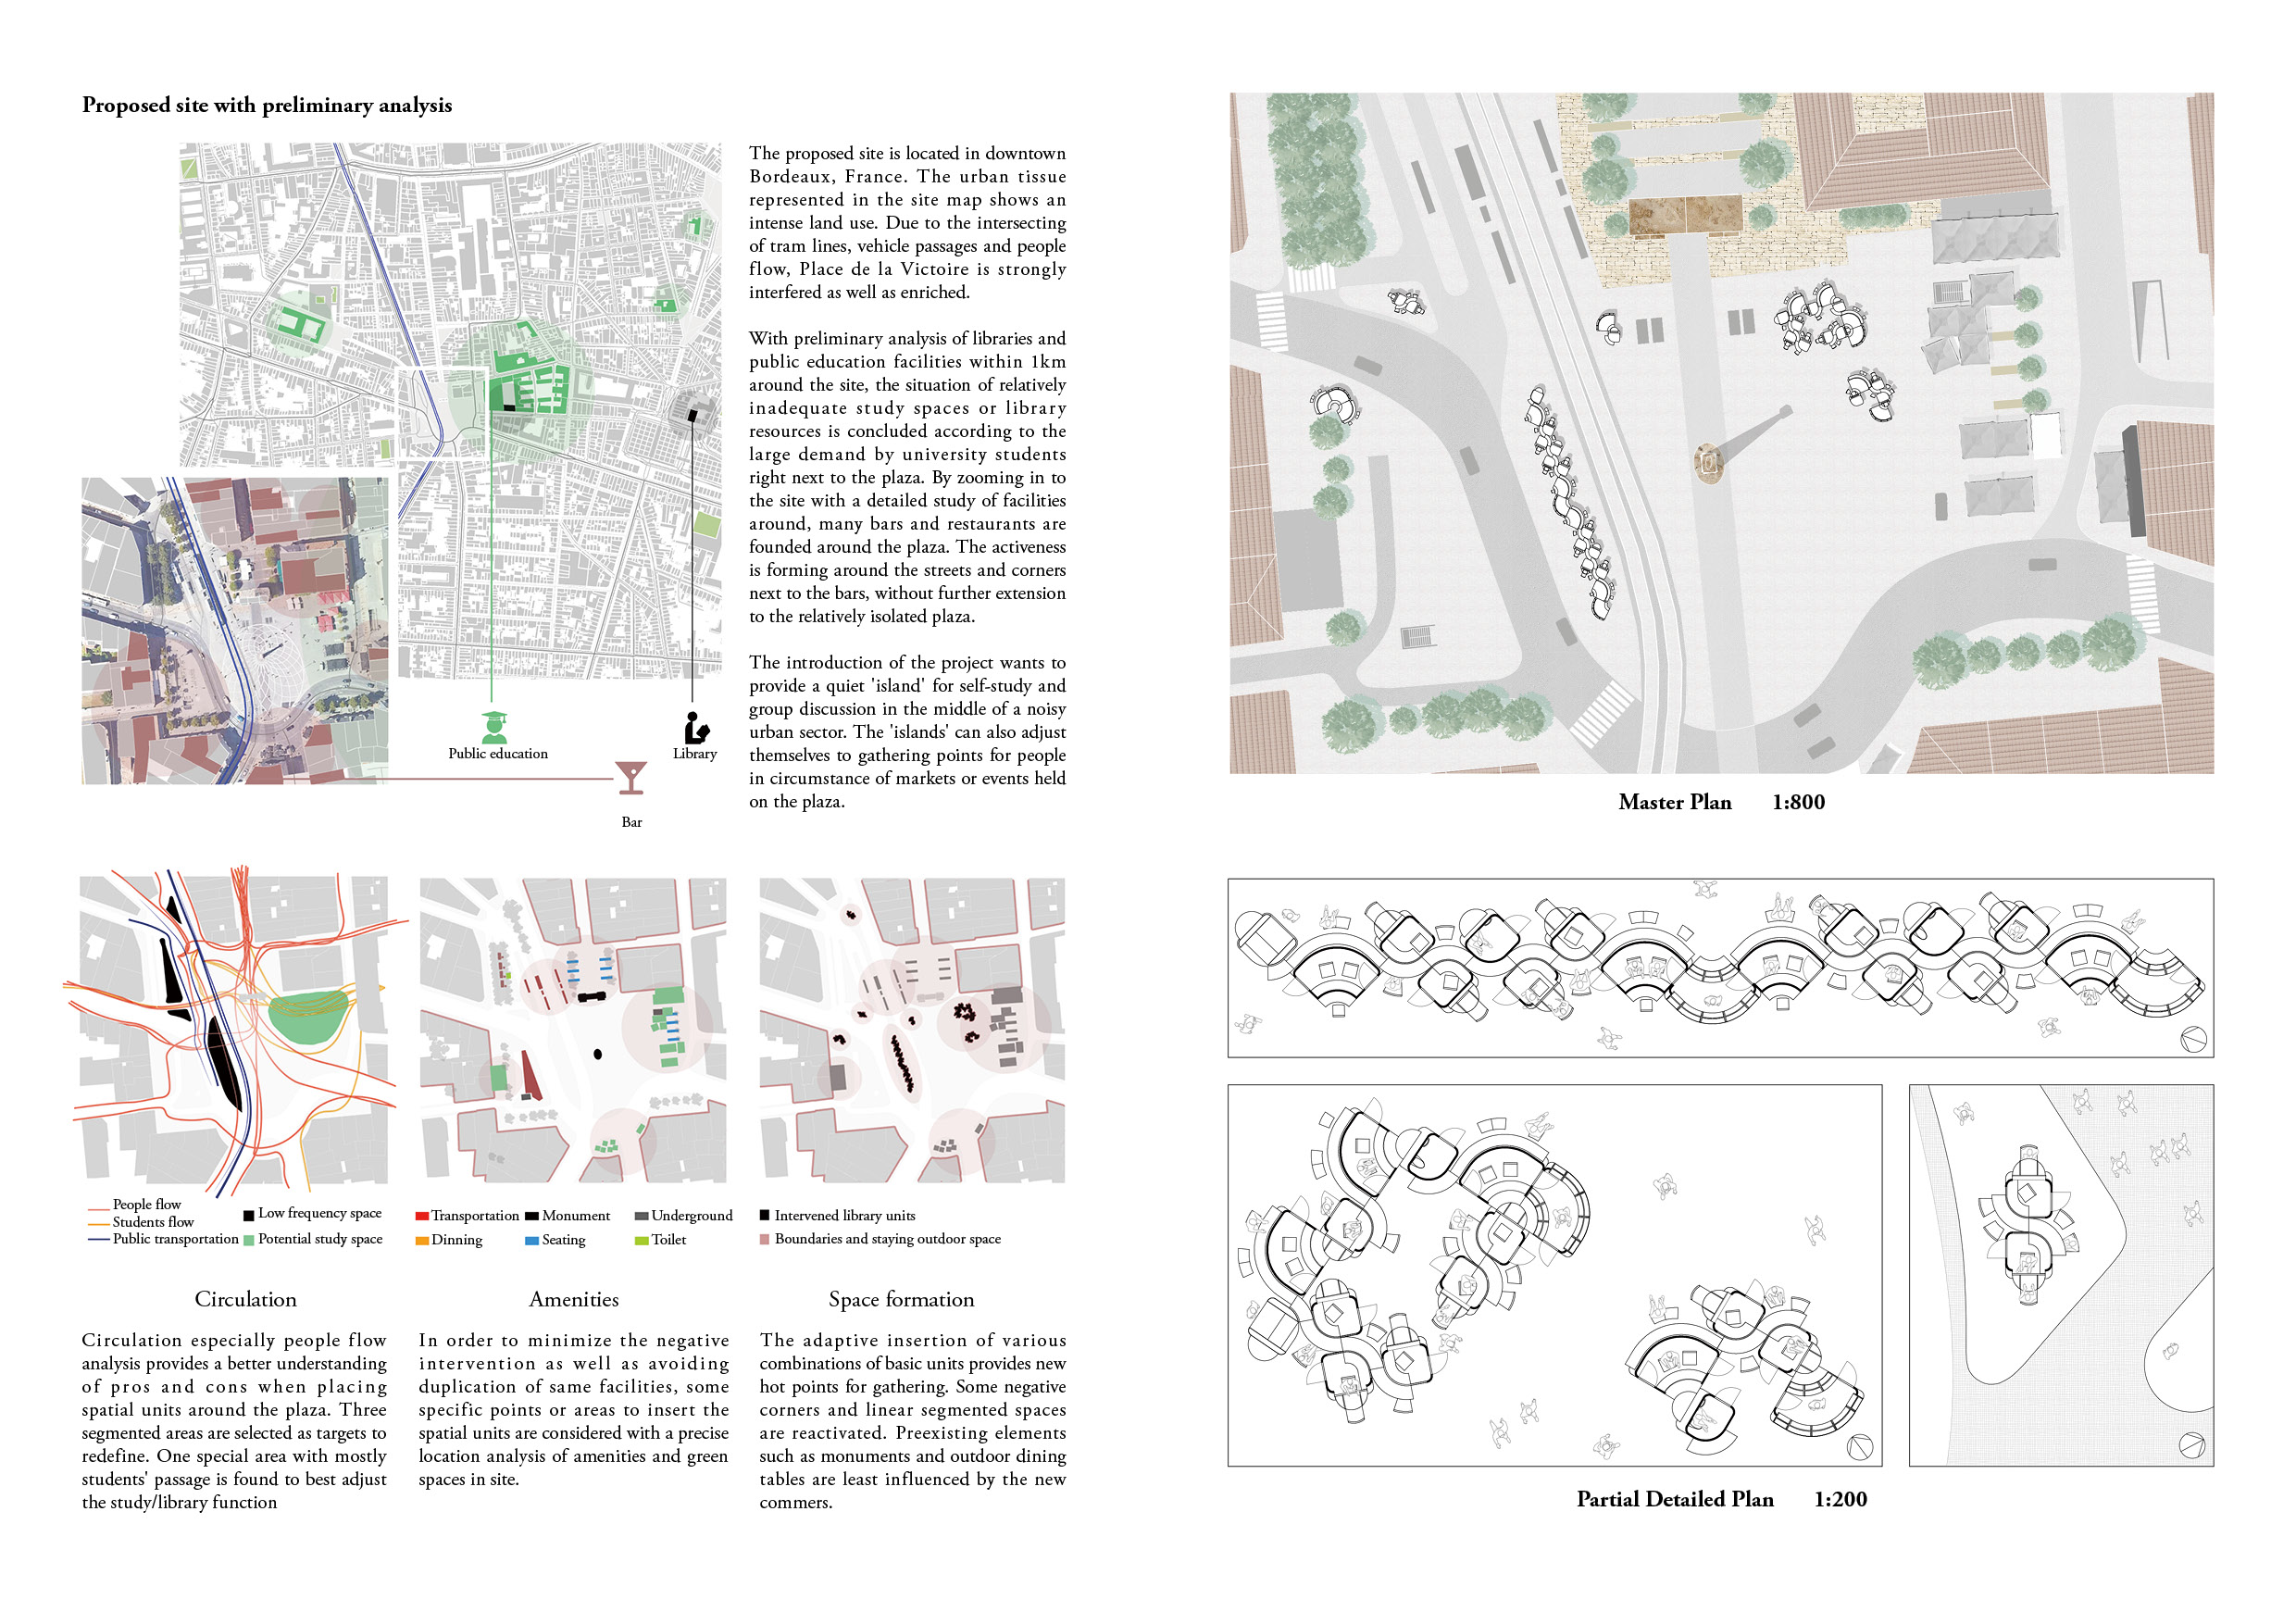 Proposed site with preliminary analysis
The proposed site is located in downtown
Bordeaux, France. The urban tissue
represented in the site map shows an
intense land use. Due to the intersecting
of tram lines, vehicle passages and people
flow, Place de la Victoire is strongly
interfered as well as enriched.
With preliminary analysis of libraries and
public education facilities within 1km
around the site, the situation of relatively
inadequate study spaces or library
resources is concluded according to the
large demand by university students
right next to the plaza. By zooming in to
the site with a detailed study of facilities
around, many bars and restaurants are
founded around the plaza. The activeness
is forming around the streets and corners
next to the bars, without further extension
to the relatively isolated plaza.
The introduction of the project wants to
provide a quiet 'island' for self-study and
group discussion in the middle of a noisy
urban sector. The 'islands' can also adjust
themselves to gathering points for people
in circumstance of markets or events held
on the plaza.
Public education
Library
Bar
People flow
Students flow
Public transportation
Low frequency space
Potential study space
Transportation
Monument
Underground
Dinning
Seating
Toilet
Intervened library units
Boundaries and staying outdoor space
Circulation
Circulation especially people flow
analysis provides a better understanding
of pros and cons when placing
spatial units around the plaza. Three
segmented areas are selected as targets to
redefine. One special area with mostly
students' passage is found to best adjust
the study/library function
Amenities
In order to minimize the negative
intervention as well as avoiding
duplication of same facilities, some
specific points or areas to insert the
spatial units are considered with a precise
location analysis of amenities and green
spaces in site.
Space formation
The adaptive insertion of various
combinations of basic units provides new
hot points for gathering. Some negative
corners and linear segmented spaces
are reactivated. Preexisting elements
such as monuments and outdoor dining
tables are least influenced by the new
commers.
Master Plan 1:800
Partial Detailed Plan 1:200